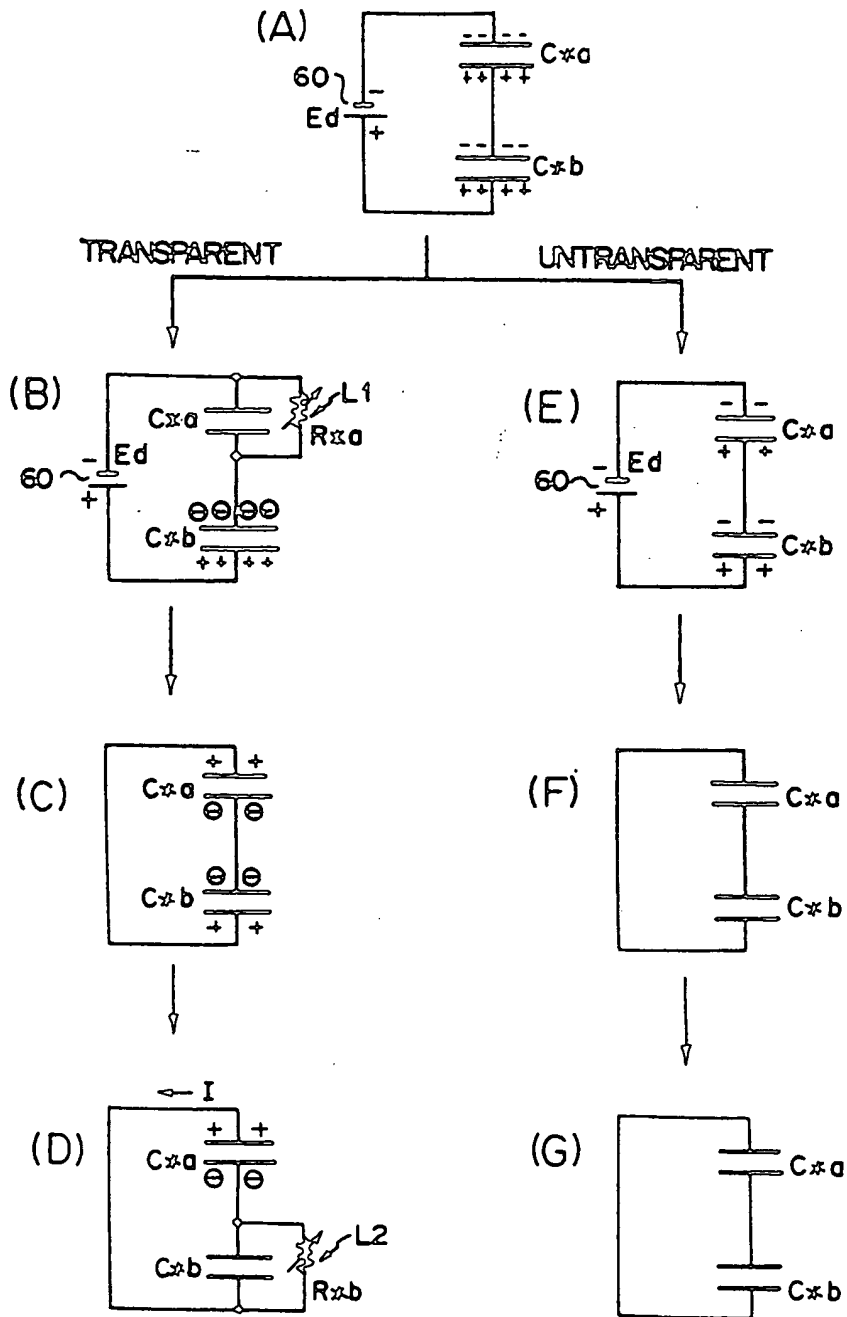 (A)
- - - -
C*a
+ + + +
60
-
Ed
+
- - - -
C*b
+ + + +
TRANSPARENT
UNTRANSPARENT
(B)
C*a
L1
R*a
-
Ed
60
+
⊖ ⊖ ⊖ ⊖
C*b
+ + + +
(E)
- -
C*a
+ +
-
Ed
60
+
- -
C*b
+ +
(C)
+ +
C*a
⊖ ⊖
⊖ ⊖
C*b
+ +
(F)
C*a
C*b
← I
(D)
+ +
C*a
⊖ ⊖
L2
C*b
R*b
(G)
C*a
C*b